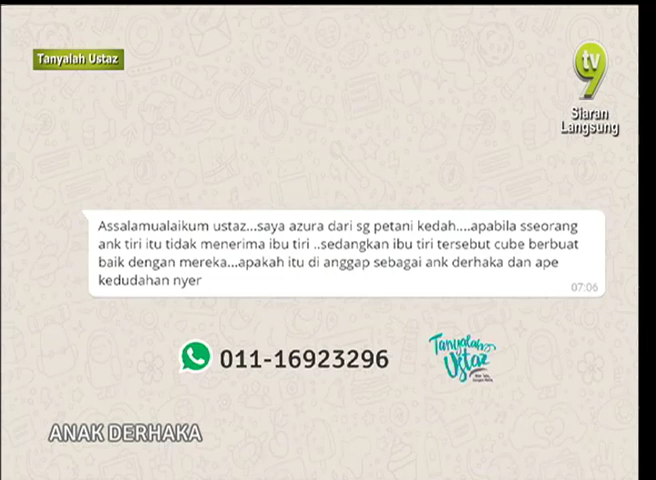 Tanyalah Ustaz
tv
9
Siaran
Langsung
Assalamualaikum ustaz...saya azura dari sg petani kedah....apabila sseorang
ank tiri itu tidak menerima ibu tiri ..sedangkan ibu tiri tersebut cube berbuat
baik dengan mereka...apakah itu di anggap sebagai ank derhaka dan ape
kedudahan nyer
07:06
011-16923296
Tanyalah
Ustaz
ANAK DERHAKA